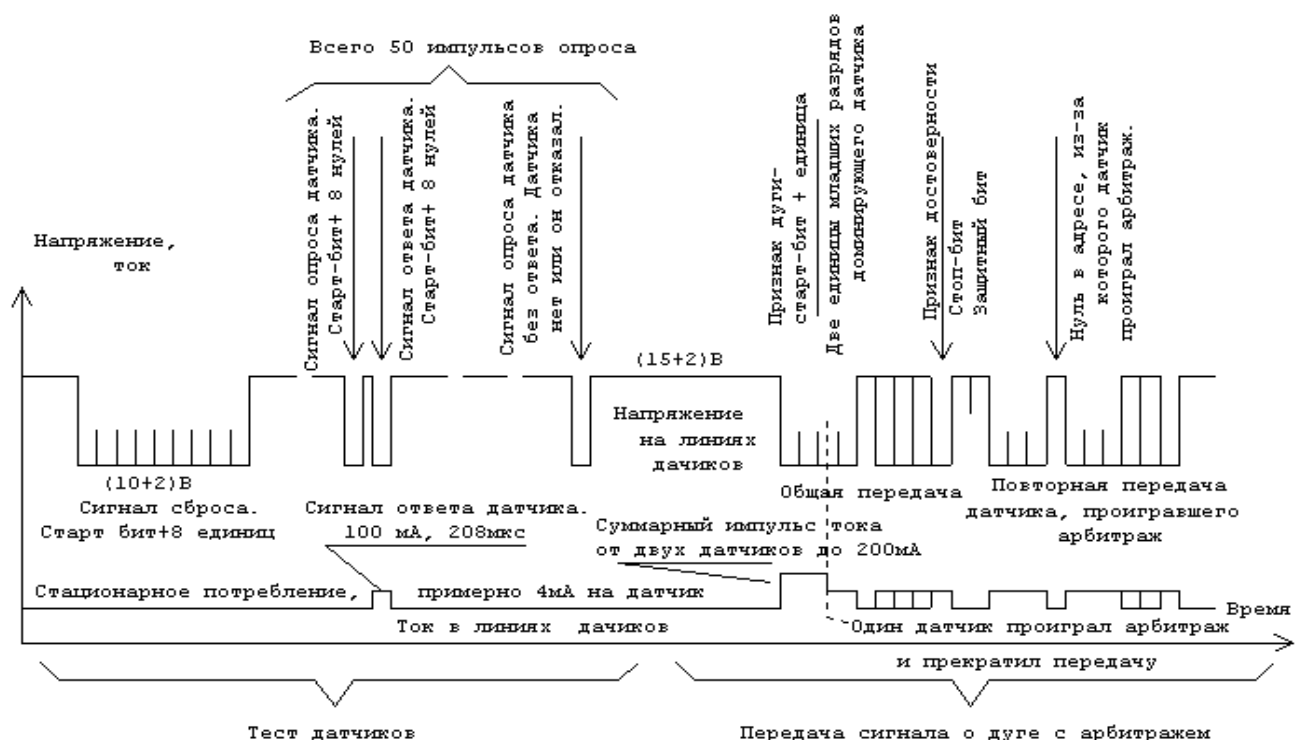 Всего 50 импульсов опроса
Сигнал опроса датчика.
Старт-бит+ 8 нулей
Сигнал ответа датчика.
Старт-бит+ 8 нулей
Сигнал опроса датчика
без ответа. Датчика
нет или он отказал.
Признак дуги-
старт-бит + единица
Две единицы младших разрядов
доминирующего датчика
Признак достоверности
Стоп-бит
Защитный бит
Нуль в адресе, из-за
которого датчик
проиграл арбитраж.
Напряжение,
ток
(15+2)В
Напряжение
на линиях
дачиков
(10+2)В
Сигнал сброса.
Старт бит+8 единиц
Сигнал ответа датчика.
100 мА, 208мкс
Общая передача
Повторная передача
датчика, проигравшего
арбитраж
Суммарный импульс тока
от двух датчиков до 200мА
Стационарное потребление,
примерно 4мА на датчик
Время
Ток в линиях дачиков
Один датчик проиграл арбитраж
и прекратил передачу
Тест датчиков
Передача сигнала о дуге с арбитражем